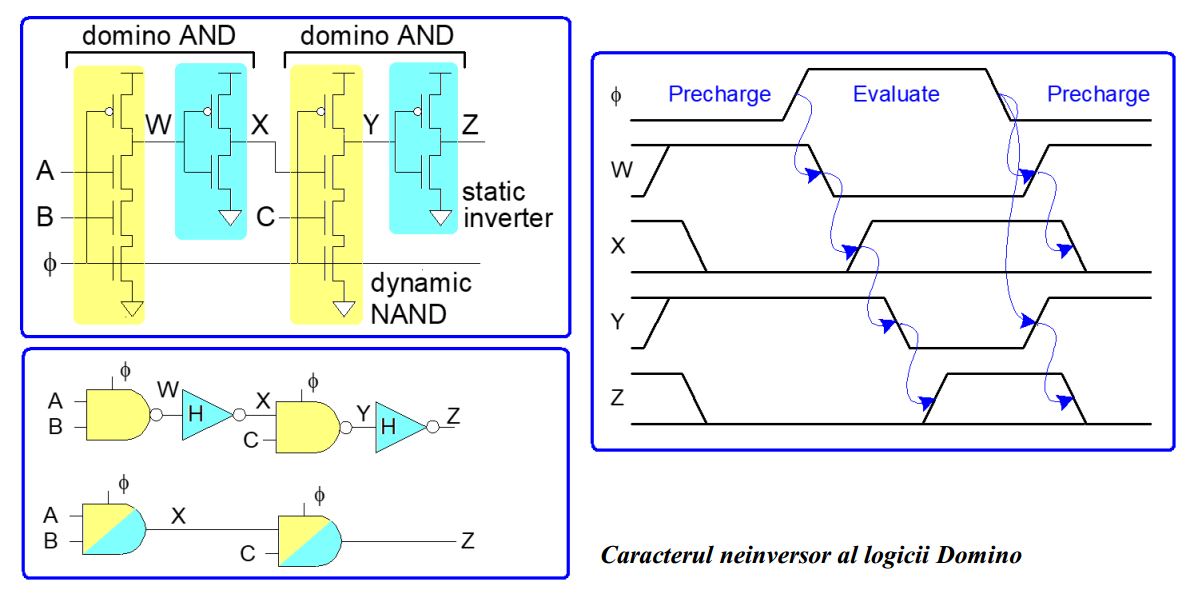 domino AND domino AND
W X Y Z
A
B C
static
inverter
ϕ
dynamic
NAND
ϕ Precharge Evaluate Precharge
W
X
Y
Z
ϕ ϕ
A W X Y Z
B H C H
ϕ ϕ
A X
B C Z
Caracterul neinversor al logicii Domino